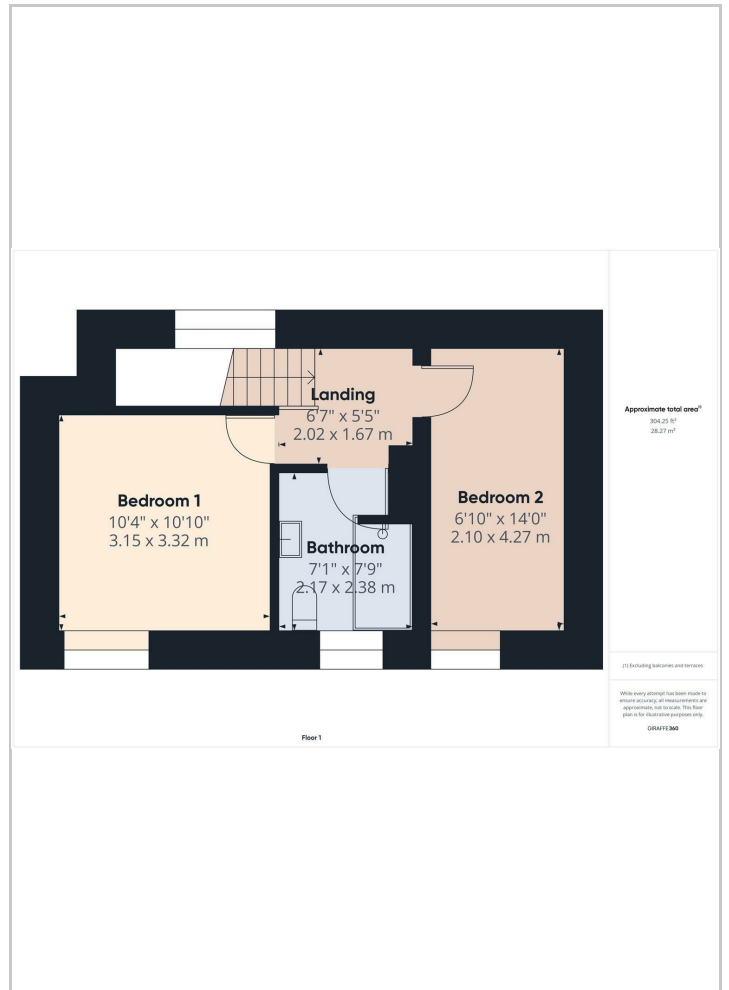 Landing
6'7" x 5'5"
2.02 x 1.67 m
Bedroom 1
10'4" x 10'10"
3.15 x 3.32 m
Bedroom 2
6'10" x 14'0"
2.10 x 4.27 m
Bathroom
7'1" x 7'9"
2.17 x 2.38 m
Floor 1
Approximate total area⁽¹⁾
304.25 ft²
28.27 m²
(1) Excluding balconies and terraces
While every attempt has been made to
ensure accuracy, all measurements are
approximate, not to scale. This floor
plan is for illustrative purposes only.
GIRAFFE360